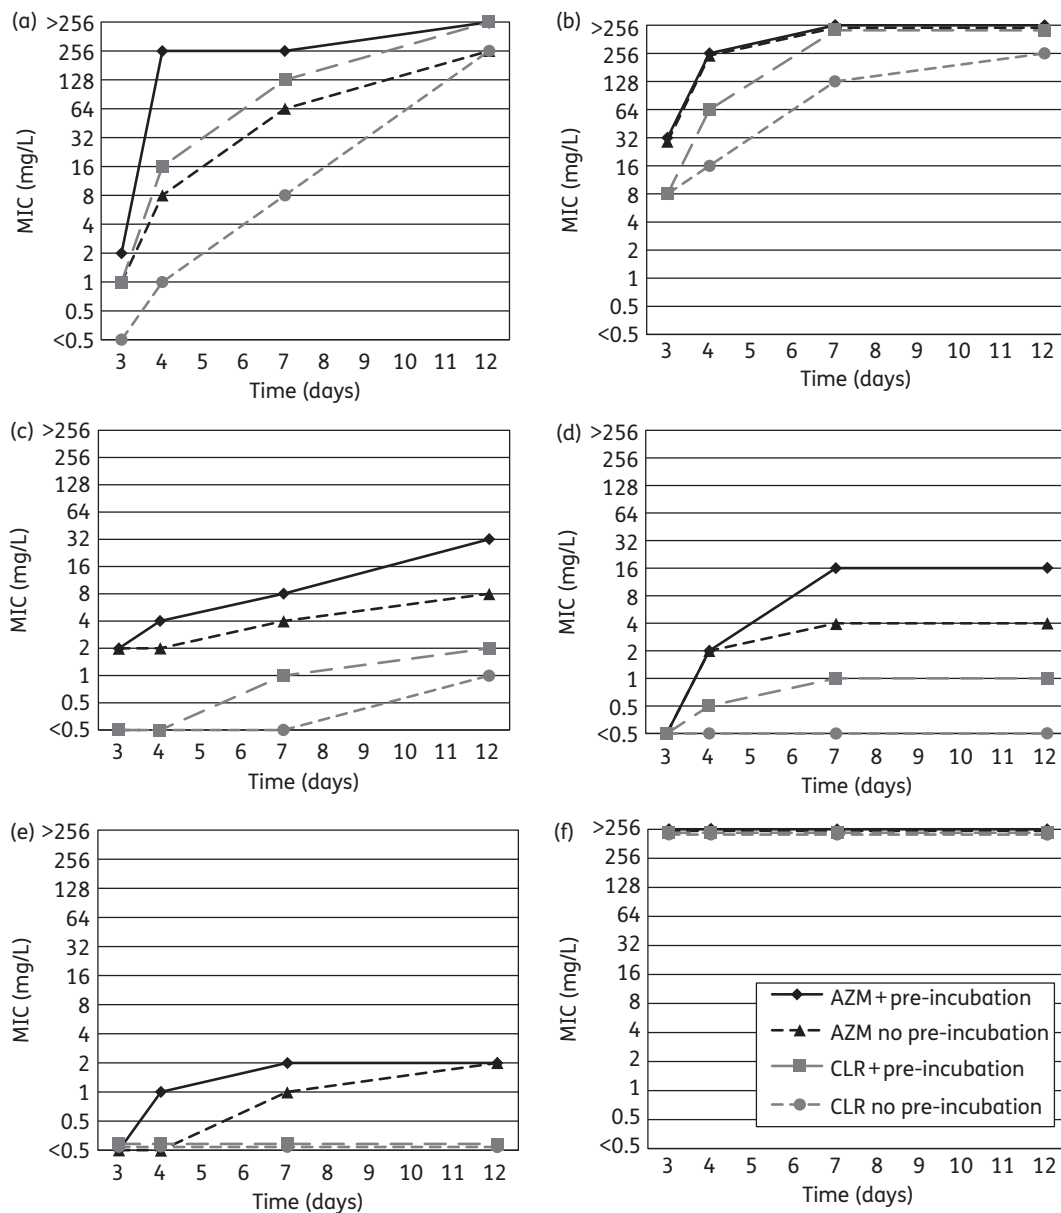 (a)
>256
256
128
64
32
16
8
4
2
1
0.5
<0.5
MIC (mg/L)
3 4 5 6 7 8 9 10 11 12
Time (days)
(b)
>256
256
128
64
32
16
8
4
2
1
0.5
<0.5
MIC (mg/L)
3 4 5 6 7 8 9 10 11 12
Time (days)
(c)
>256
256
128
64
32
16
8
4
2
1
0.5
<0.5
MIC (mg/L)
3 4 5 6 7 8 9 10 11 12
Time (days)
(d)
>256
256
128
64
32
16
8
4
2
1
0.5
<0.5
MIC (mg/L)
3 4 5 6 7 8 9 10 11 12
Time (days)
(e)
>256
256
128
64
32
16
8
4
2
1
0.5
<0.5
MIC (mg/L)
3 4 5 6 7 8 9 10 11 12
Time (days)
(f)
>256
256
128
64
32
16
8
4
2
1
0.5
<0.5
MIC (mg/L)
AZM + pre-incubation
AZM no pre-incubation
CLR + pre-incubation
CLR no pre-incubation
3 4 5 6 7 8 9 10 11 12
Time (days)